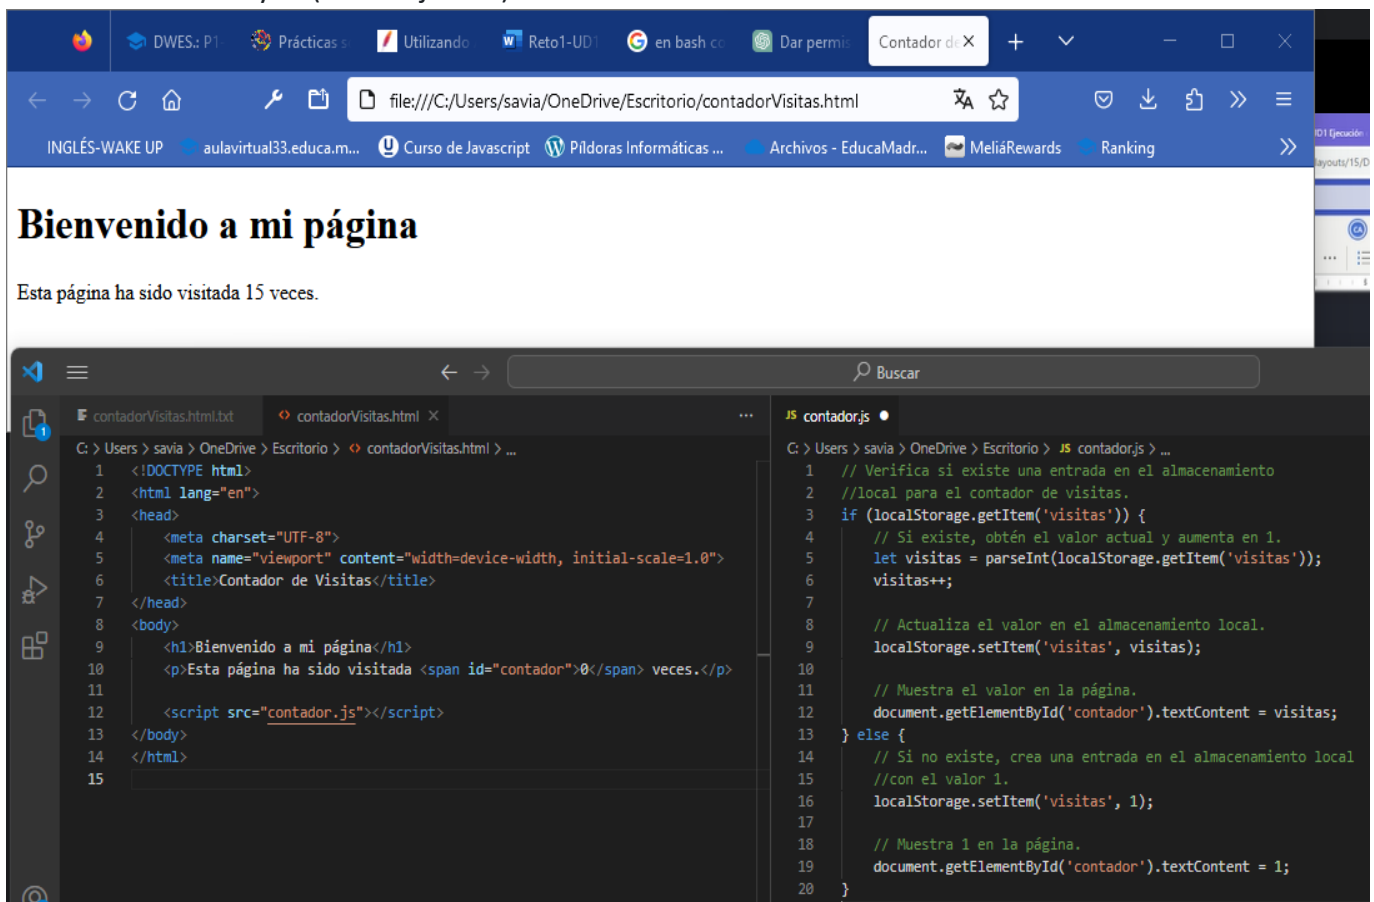 DWES.: P1
Prácticas s
Utilizando
Reto1-UD1
en bash co
Dar permis
Contador de
file:///C:/Users/savia/OneDrive/Escritorio/contadorVisitas.html
INGLÉS-WAKE UP
aulavirtual33.educa.m...
Curso de Javascript
Píldoras Informáticas ...
Archivos - EducaMadr...
MeliáRewards
Ranking
D1 Ejecución
layouts/15/D
CA
Bienvenido a mi página
Esta página ha sido visitada 15 veces.
Buscar
contadorVisitas.html.txt
contadorVisitas.html
C: > Users > savia > OneDrive > Escritorio > contadorVisitas.html > ...
1 <!DOCTYPE html>
2 <html lang="en">
3 <head>
4 <meta charset="UTF-8">
5 <meta name="viewport" content="width=device-width, initial-scale=1.0">
6 <title>Contador de Visitas</title>
7 </head>
8 <body>
9 <h1>Bienvenido a mi página</h1>
10 <p>Esta página ha sido visitada <span id="contador">0</span> veces.</p>
11
12 <script src="contador.js"></script>
13 </body>
14 </html>
15
JS contador.js
C: > Users > savia > OneDrive > Escritorio > JS contador.js > ...
1 // Verifica si existe una entrada en el almacenamiento
2 //local para el contador de visitas.
3 if (localStorage.getItem('visitas')) {
4 // Si existe, obtén el valor actual y aumenta en 1.
5 let visitas = parseInt(localStorage.getItem('visitas'));
6 visitas++;
7
8 // Actualiza el valor en el almacenamiento local.
9 localStorage.setItem('visitas', visitas);
10
11 // Muestra el valor en la página.
12 document.getElementById('contador').textContent = visitas;
13 } else {
14 // Si no existe, crea una entrada en el almacenamiento local
15 //con el valor 1.
16 localStorage.setItem('visitas', 1);
17
18 // Muestra 1 en la página.
19 document.getElementById('contador').textContent = 1;
20 }